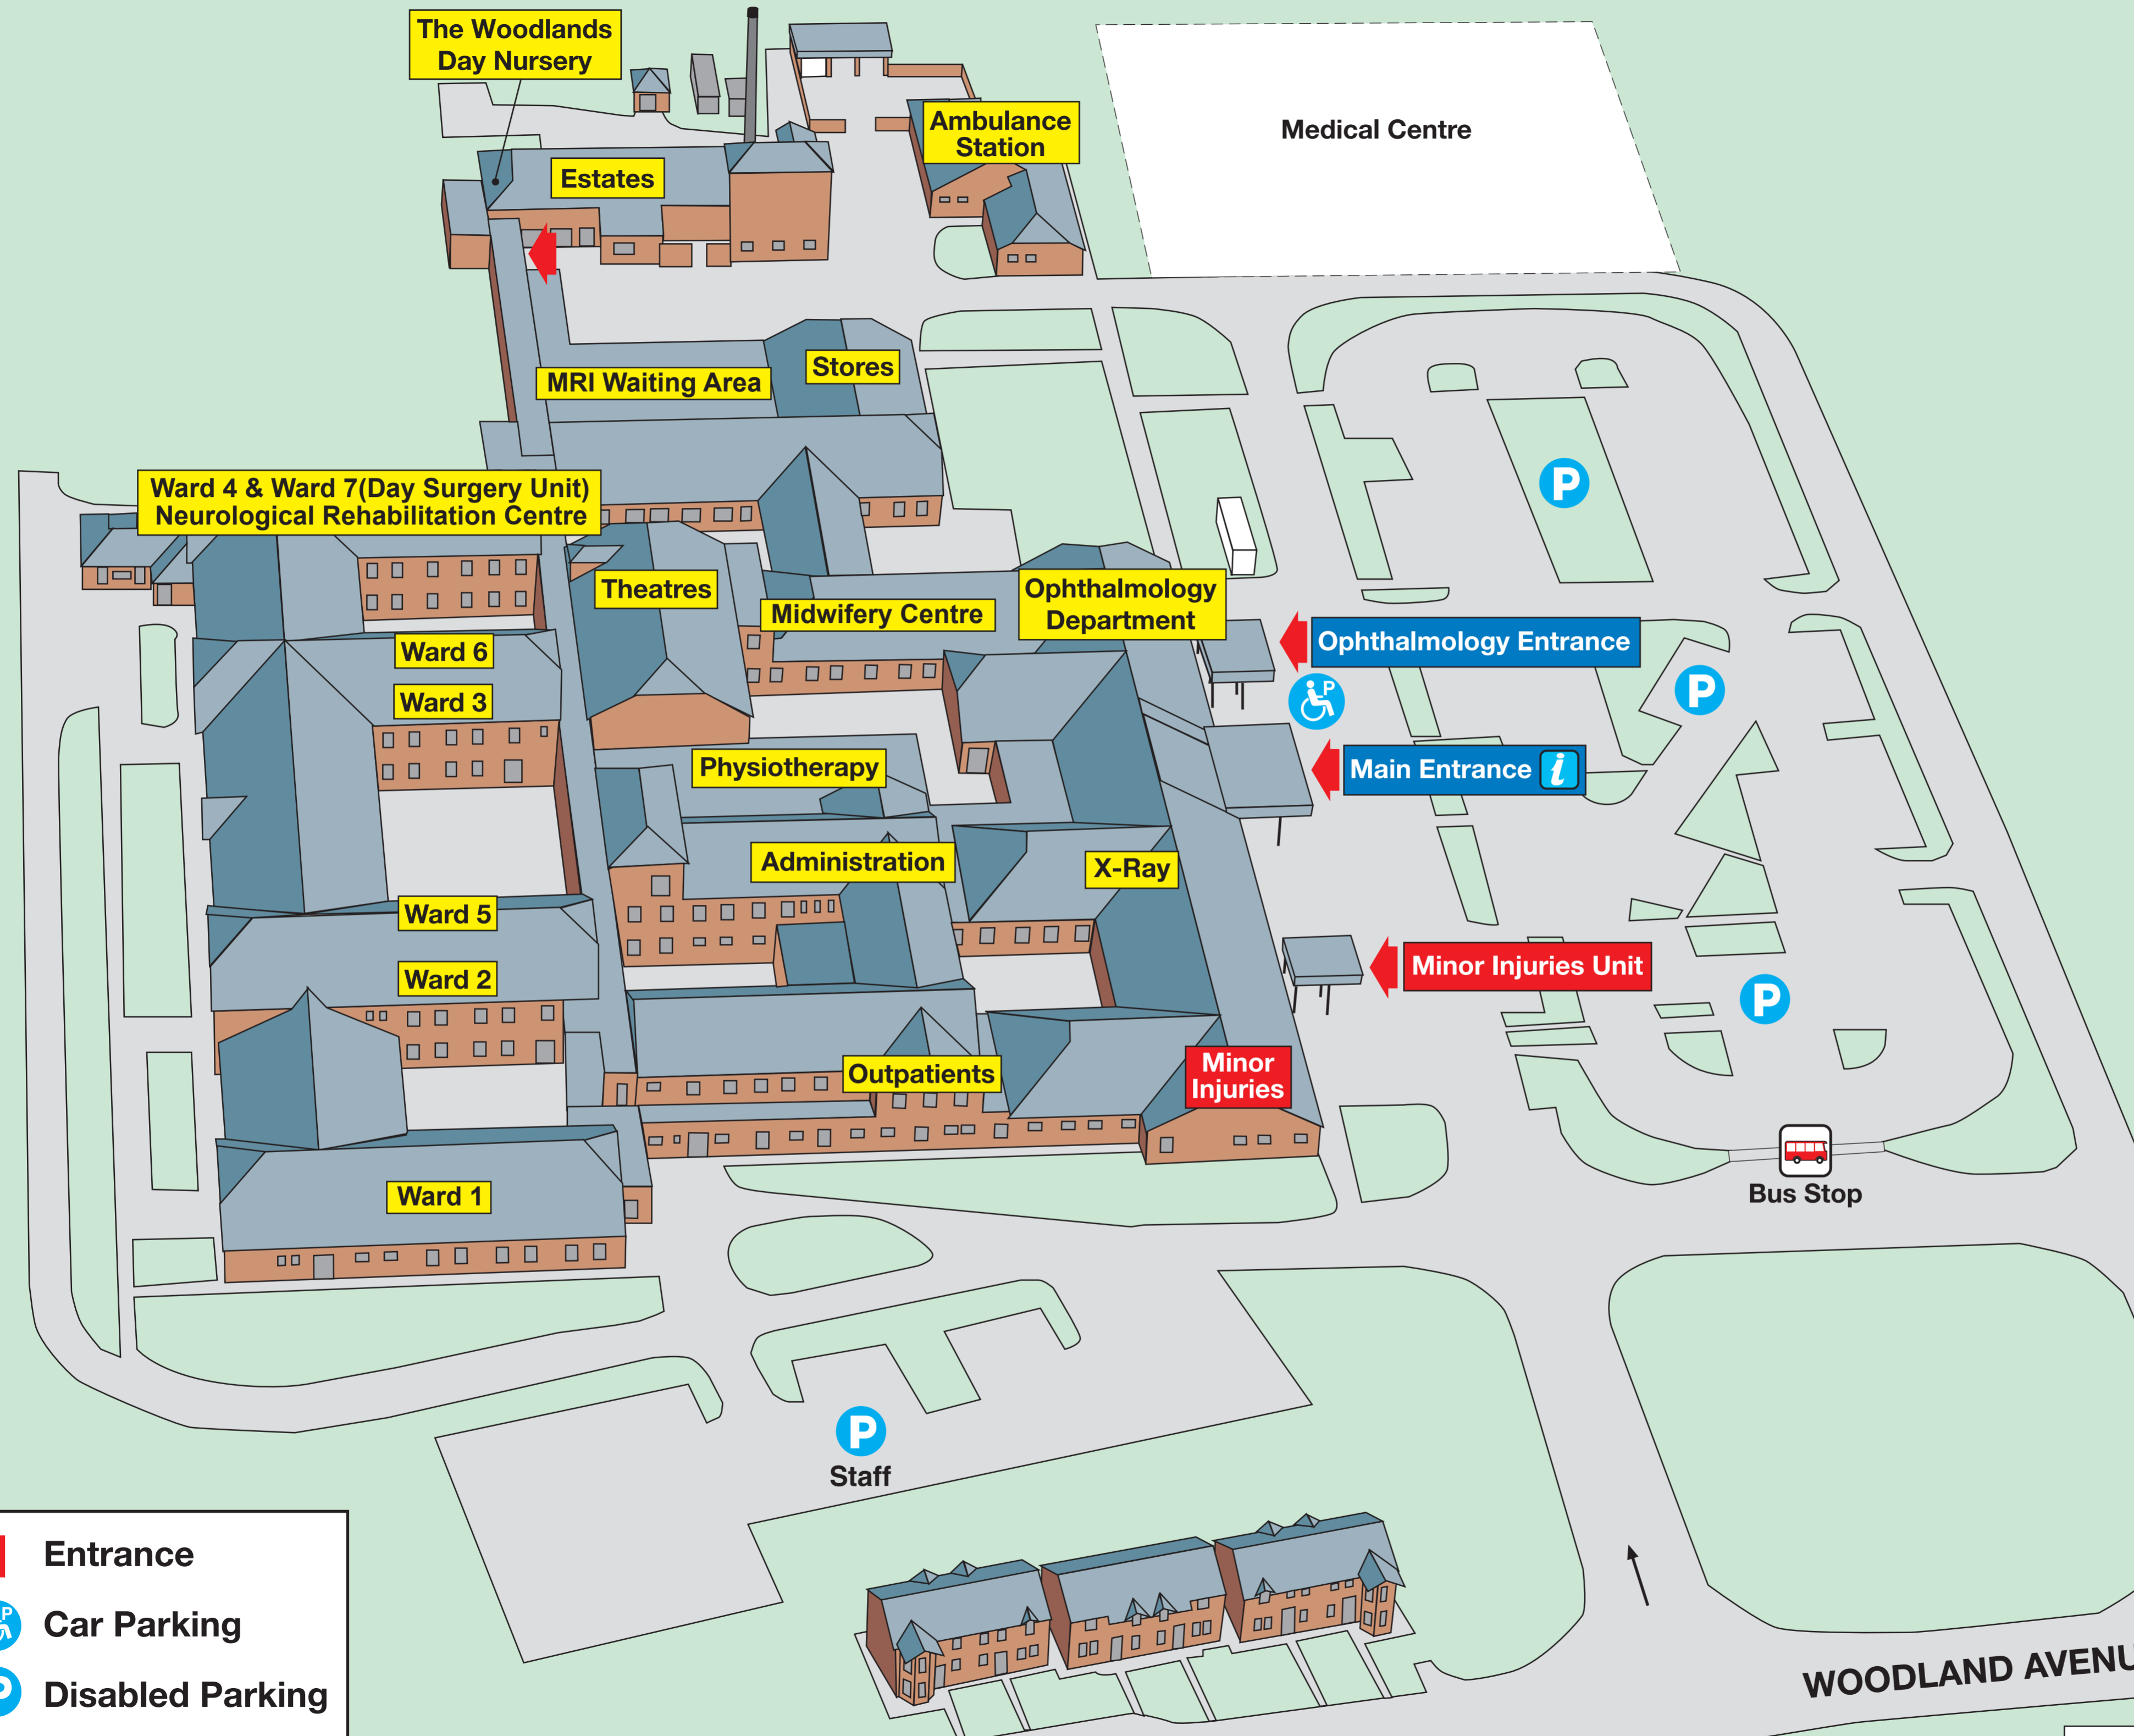 The Woodlands
Day Nursery
Ambulance
Station
Medical Centre
Estates
Stores
MRI Waiting Area
Ward 4 & Ward 7(Day Surgery Unit)
Neurological Rehabilitation Centre
P
Theatres
Midwifery Centre
Ophthalmology
Department
Ophthalmology Entrance
Ward 6
Ward 3
P
P
Physiotherapy
Main Entrance i
Administration
X-Ray
Ward 5
Ward 2
Minor Injuries Unit
P
Outpatients
Minor
Injuries
Ward 1
Bus Stop
P
Staff
Entrance
P
Car Parking
P
Disabled Parking
WOODLAND AVENU